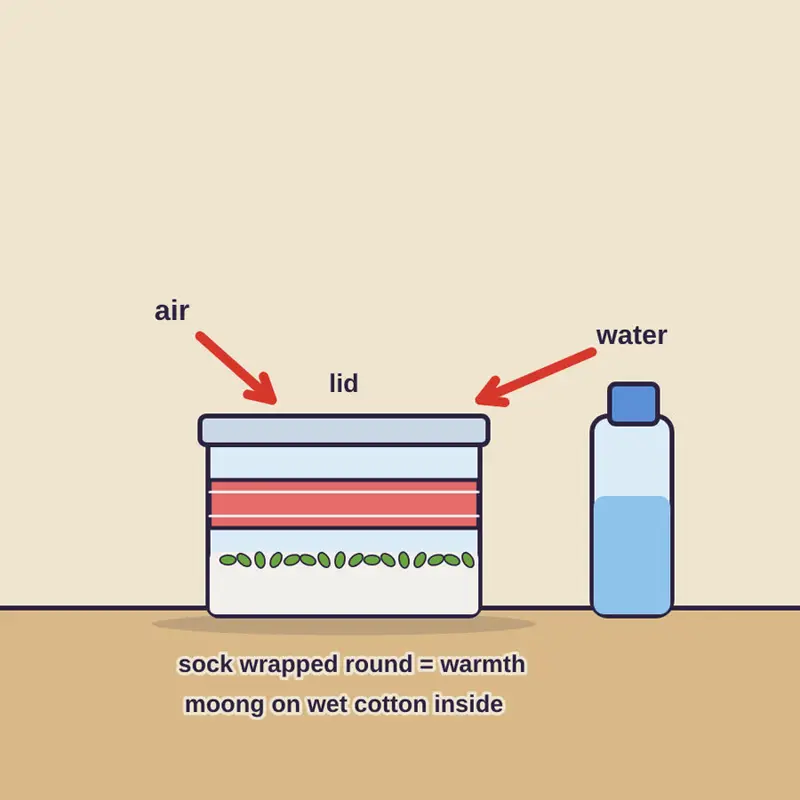 air
water
lid
sock wrapped round = warmth
moong on wet cotton inside